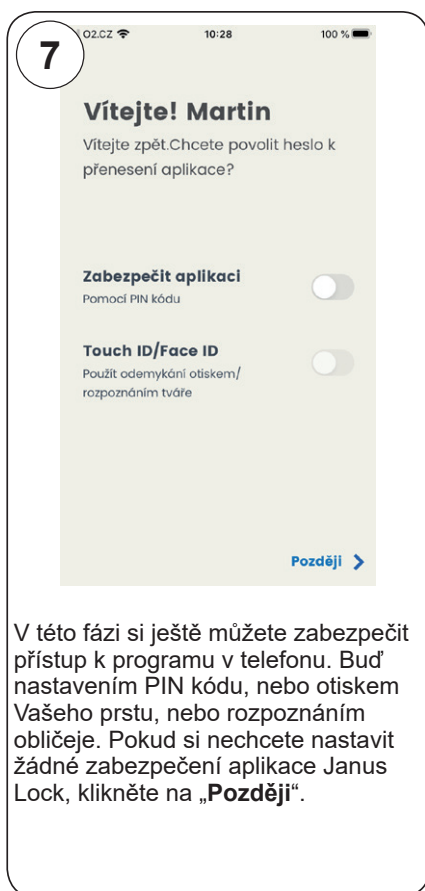 7
O2.CZ 10:28 100 %
Vítejte! Martin
Vítejte zpět.Chcete povolit heslo k
přenesení aplikace?
Zabezpečit aplikaci
Pomocí PIN kódu
Touch ID/Face ID
Použít odemykání otiskem/
rozpoznáním tváře
Později
V této fázi si ještě můžete zabezpečit
přístup k programu v telefonu. Buď
nastavením PIN kódu, nebo otiskem
Vašeho prstu, nebo rozpoznáním
obličeje. Pokud si nechcete nastavit
žádné zabezpečení aplikace Janus
Lock, klikněte na „Později“.